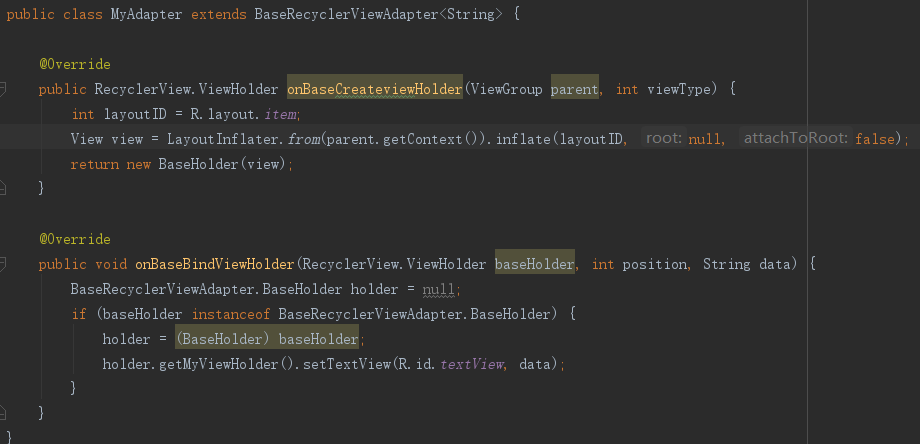 public class MyAdapter extends BaseRecyclerViewAdapter<String> {
@Override
public RecyclerView.ViewHolder onBaseCreateviewHolder(ViewGroup parent, int viewType) {
int layoutID = R.layout.item;
View view = LayoutInflater.from(parent.getContext()).inflate(layoutID, root: null, attachToRoot: false);
return new BaseHolder(view);
}
@Override
public void onBaseBindViewHolder(RecyclerView.ViewHolder baseHolder, int position, String data) {
BaseRecyclerViewAdapter.BaseHolder holder = null;
if (baseHolder instanceof BaseRecyclerViewAdapter.BaseHolder) {
holder = (BaseHolder) baseHolder;
holder.getMyViewHolder().setTextView(R.id.textView, data);
}
}
}